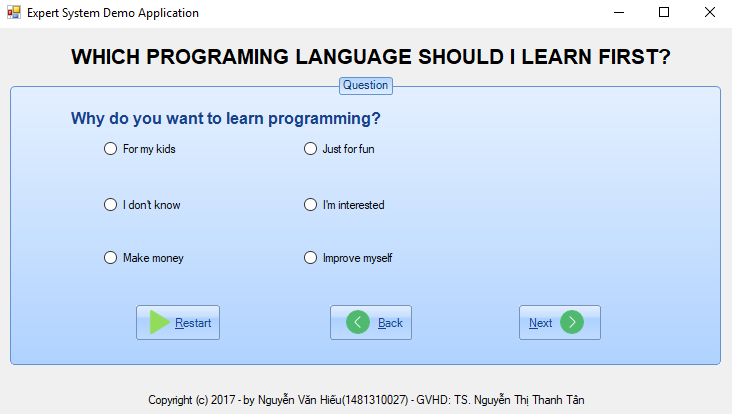 Expert System Demo Application
WHICH PROGRAMING LANGUAGE SHOULD I LEARN FIRST?
Question
Why do you want to learn programming?
For my kids
Just for fun
I don't know
I'm interested
Make money
Improve myself
Restart
Back
Next
Copyright (c) 2017 - by Nguyễn Văn Hiếu(1481310027) - GVHD: TS. Nguyễn Thị Thanh Tân